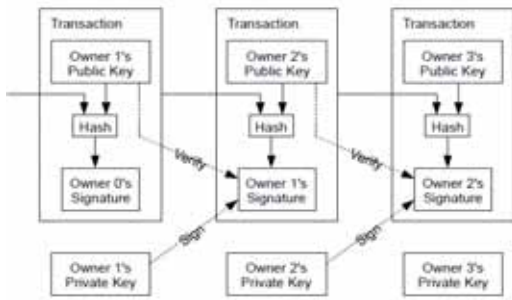 Transaction
Transaction
Transaction
Owner 1's
Public Key
Owner 2's
Public Key
Owner 3's
Public Key
Hash
Hash
Hash
Verify
Verify
Owner 0's
Signature
Owner 1's
Signature
Owner 2's
Signature
Sign
Sign
Owner 1's
Private Key
Owner 2's
Private Key
Owner 3's
Private Key